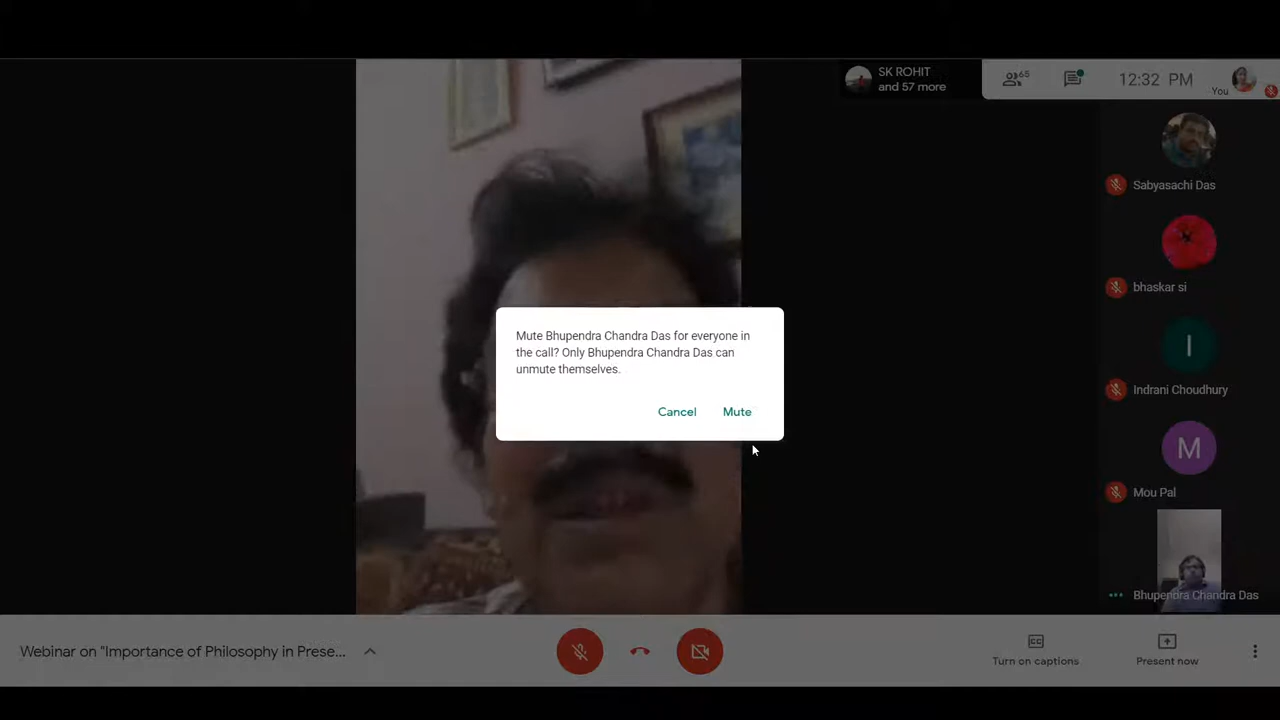 SK ROHIT
and 57 more
65
12:32 PM
You
Sabyasachi Das
bhaskar si
I
Indrani Choudhury
M
Mou Pal
Bhupendra Chandra Das
Mute Bhupendra Chandra Das for everyone in
the call? Only Bhupendra Chandra Das can
unmute themselves.
Cancel Mute
Webinar on "Importance of Philosophy in Prese...
CC
Turn on captions
Present now